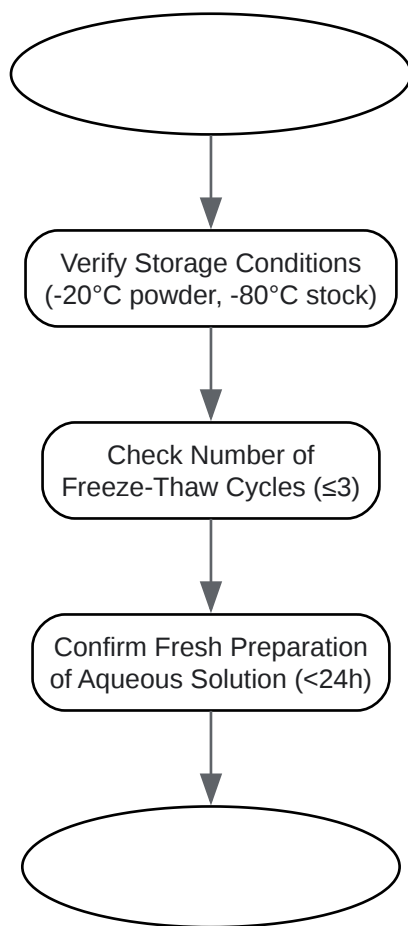 Verify Storage Conditions
(-20°C powder, -80°C stock)
Check Number of
Freeze-Thaw Cycles (≤3)
Confirm Fresh Preparation
of Aqueous Solution (<24h)